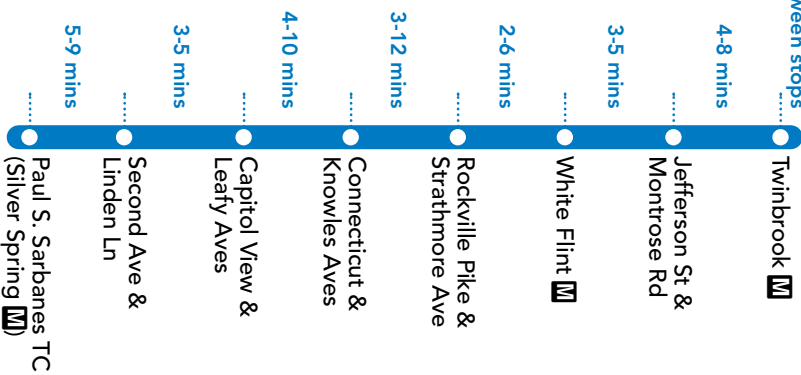 ween stops
Twinbrook M
4-8 mins
Jefferson St &
Montrose Rd
3-5 mins
White Flint M
2-6 mins
Rockville Pike &
Strathmore Ave
3-12 mins
Connecticut &
Knowles Aves
4-10 mins
Capitol View &
Leafy Aves
3-5 mins
Second Ave &
Linden Ln
5-9 mins
Paul S. Sarbanes TC
(Silver Spring M)